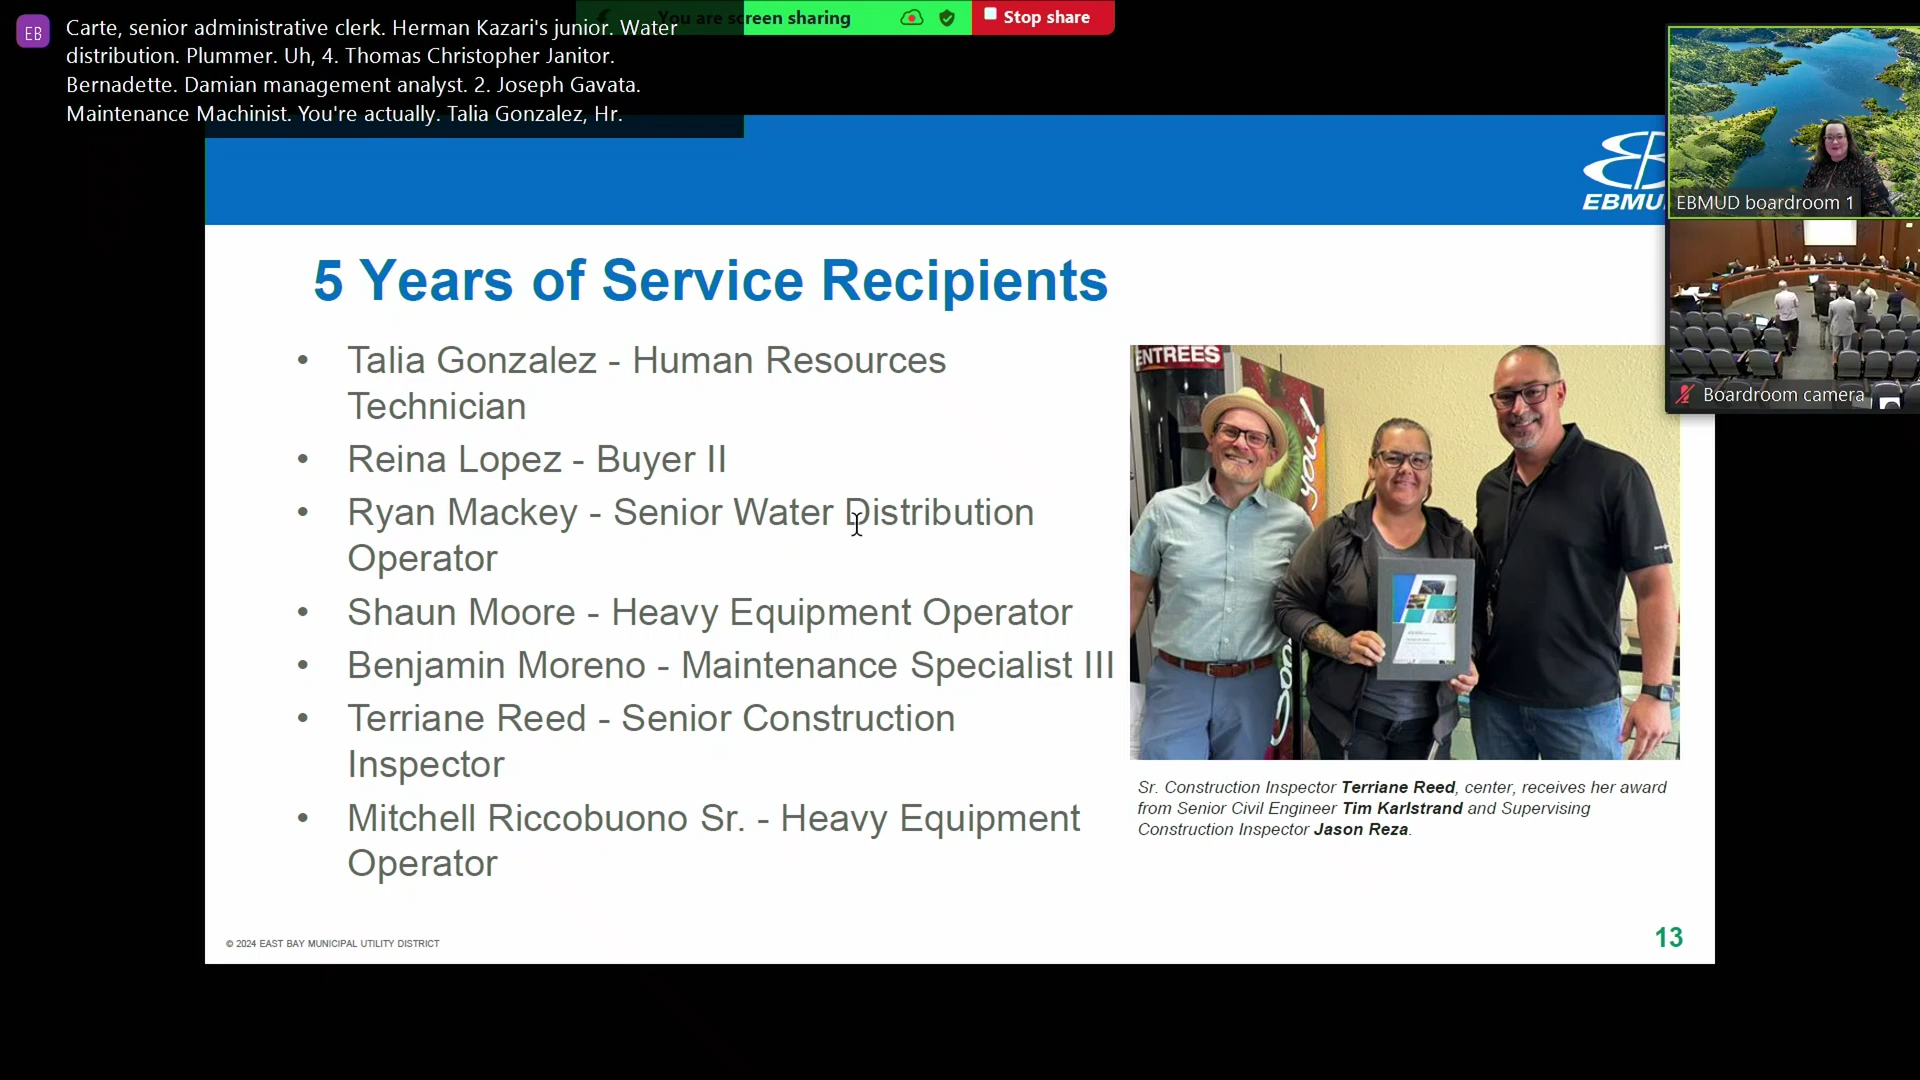 EB
Carte, senior administrative clerk. Herman Kazari's junior. Water
distribution. Plummer. Uh, 4. Thomas Christopher Janitor.
Bernadette. Damian management analyst. 2. Joseph Gavata.
Maintenance Machinist. You're actually. Talia Gonzalez, Hr.
You are screen sharing
Stop share
EBMUD boardroom 1
Boardroom camera
5 Years of Service Recipients
• Talia Gonzalez - Human Resources
Technician
• Reina Lopez - Buyer II
• Ryan Mackey - Senior Water Distribution
Operator
• Shaun Moore - Heavy Equipment Operator
• Benjamin Moreno - Maintenance Specialist III
• Terriane Reed - Senior Construction
Inspector
• Mitchell Riccobuono Sr. - Heavy Equipment
Operator
ENTREES
you!
Sr. Construction Inspector Terriane Reed, center, receives her award
from Senior Civil Engineer Tim Karlstrand and Supervising
Construction Inspector Jason Reza.
© 2024 EAST BAY MUNICIPAL UTILITY DISTRICT
13